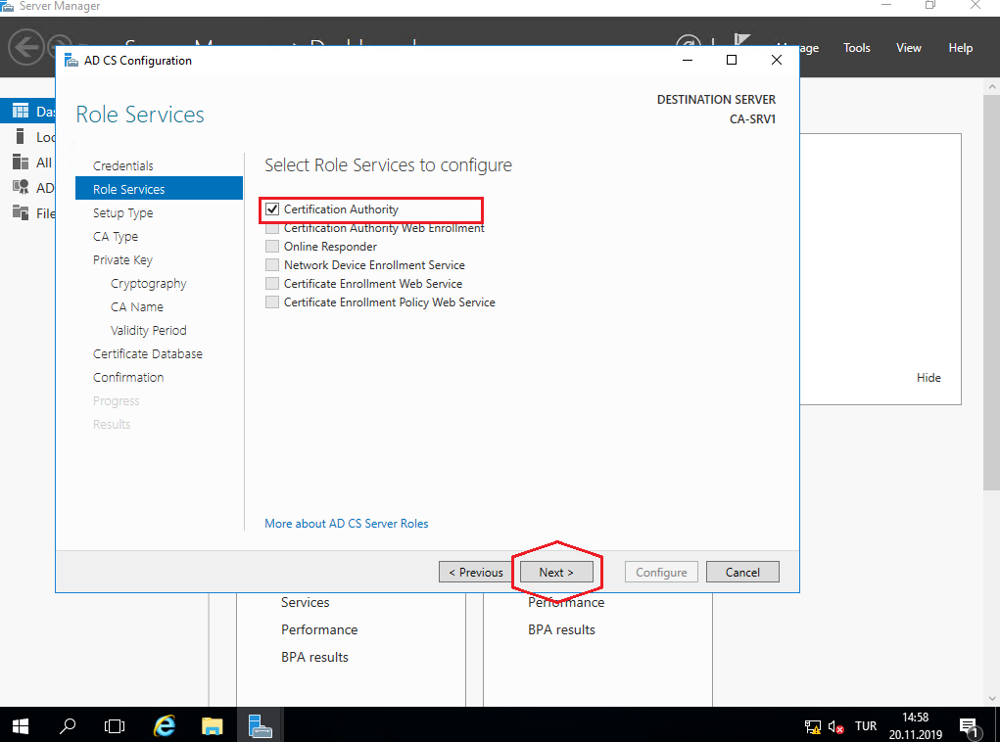 Server Manager
Manage
Tools
View
Help
AD CS Configuration
Role Services
DESTINATION SERVER
CA-SRV1
Credentials
Role Services
Setup Type
CA Type
Private Key
Cryptography
CA Name
Validity Period
Certificate Database
Confirmation
Progress
Results
Select Role Services to configure
Certification Authority
Certification Authority Web Enrollment
Online Responder
Network Device Enrollment Service
Certificate Enrollment Web Service
Certificate Enrollment Policy Web Service
More about AD CS Server Roles
< Previous
Next >
Configure
Cancel
Das
Loc
All
AD
File
Hide
Services
Performance
BPA results
Performance
BPA results
TUR
14:58
20.11.2019
1